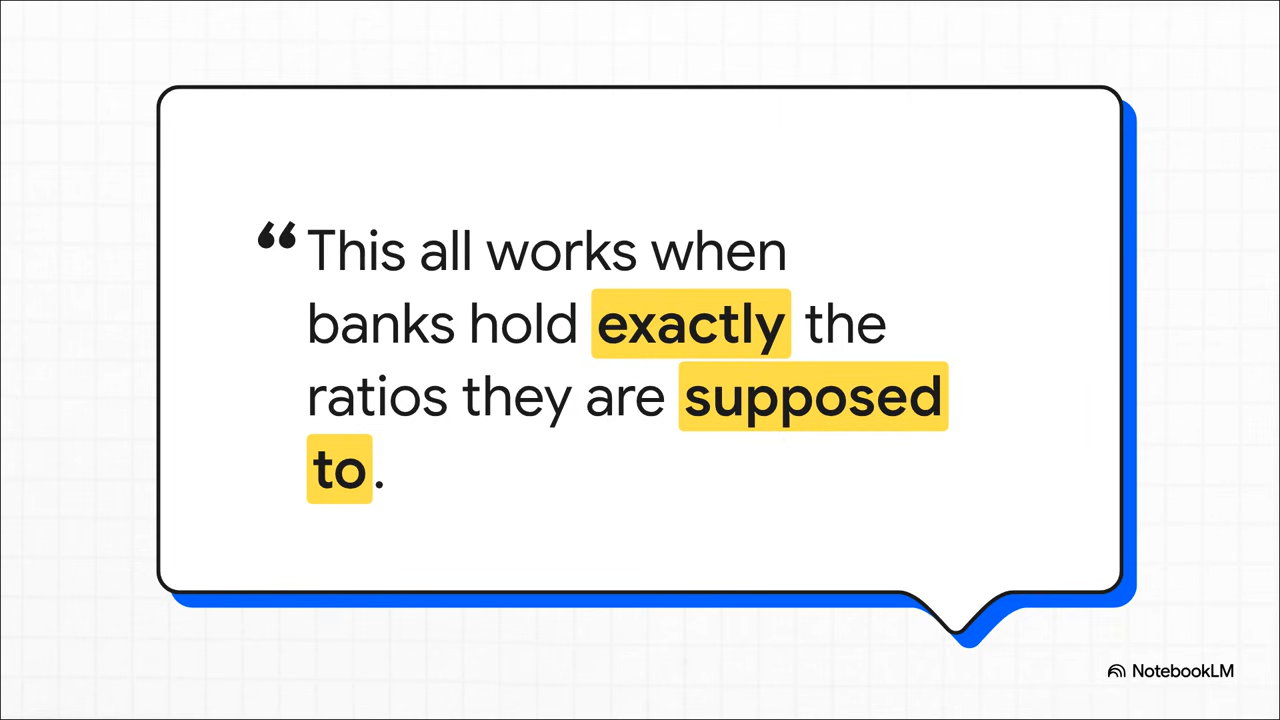 “This all works when
banks hold exactly the
ratios they are supposed
to.
NotebookLM